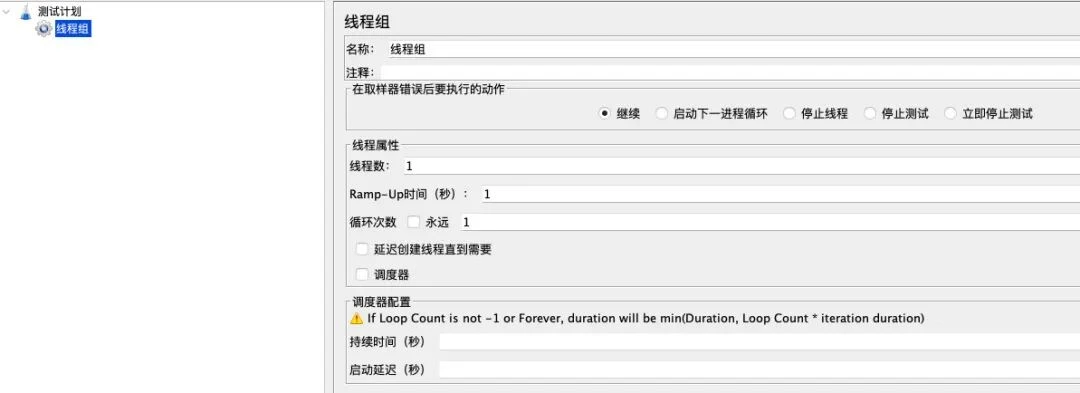 测试计划
线程组
线程组
名称： 线程组
注释：
在取样器错误后要执行的动作
继续 启动下一进程循环 停止线程 停止测试 立即停止测试
线程属性
线程数： 1
Ramp-Up时间（秒）： 1
循环次数 永远 1
延迟创建线程直到需要
调度器
调度器配置
If Loop Count is not -1 or Forever, duration will be min(Duration, Loop Count * iteration duration)
持续时间（秒）
启动延迟（秒）